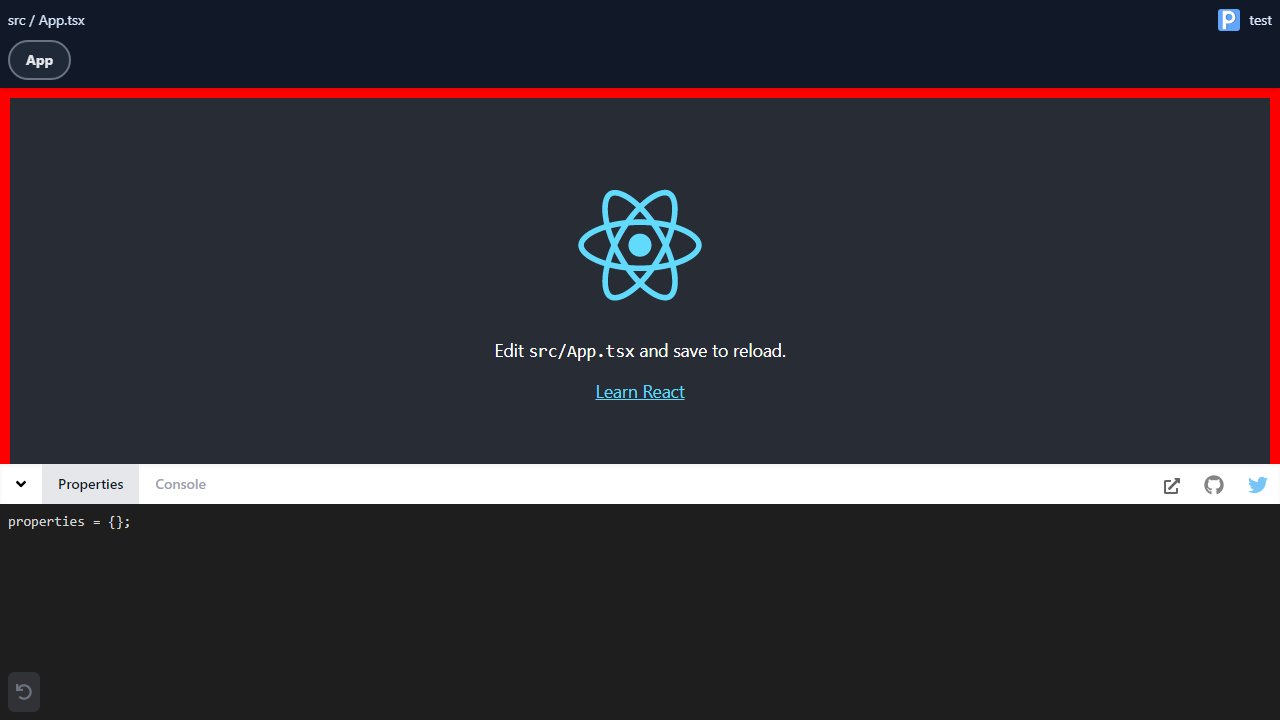 src / App.tsx
P test
App
Edit src/App.tsx and save to reload.
Learn React
Properties Console
properties = {};